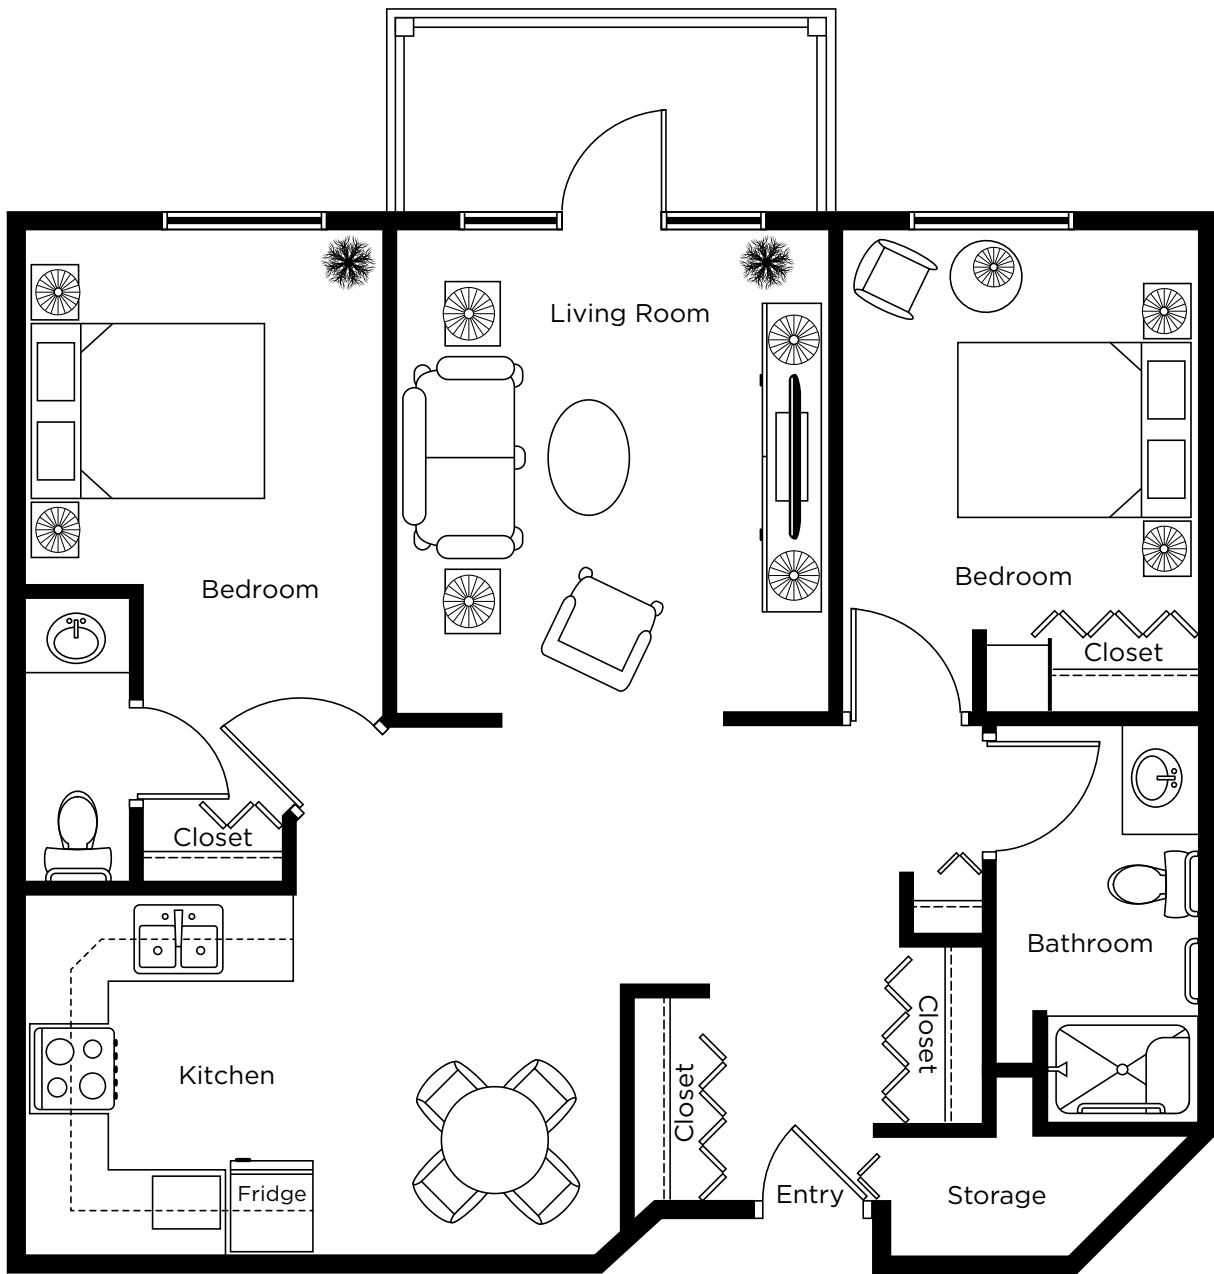 Living Room
Bedroom
Bedroom
Closet
Closet
Bathroom
Closet
Kitchen
Closet
Fridge
Entry
Storage